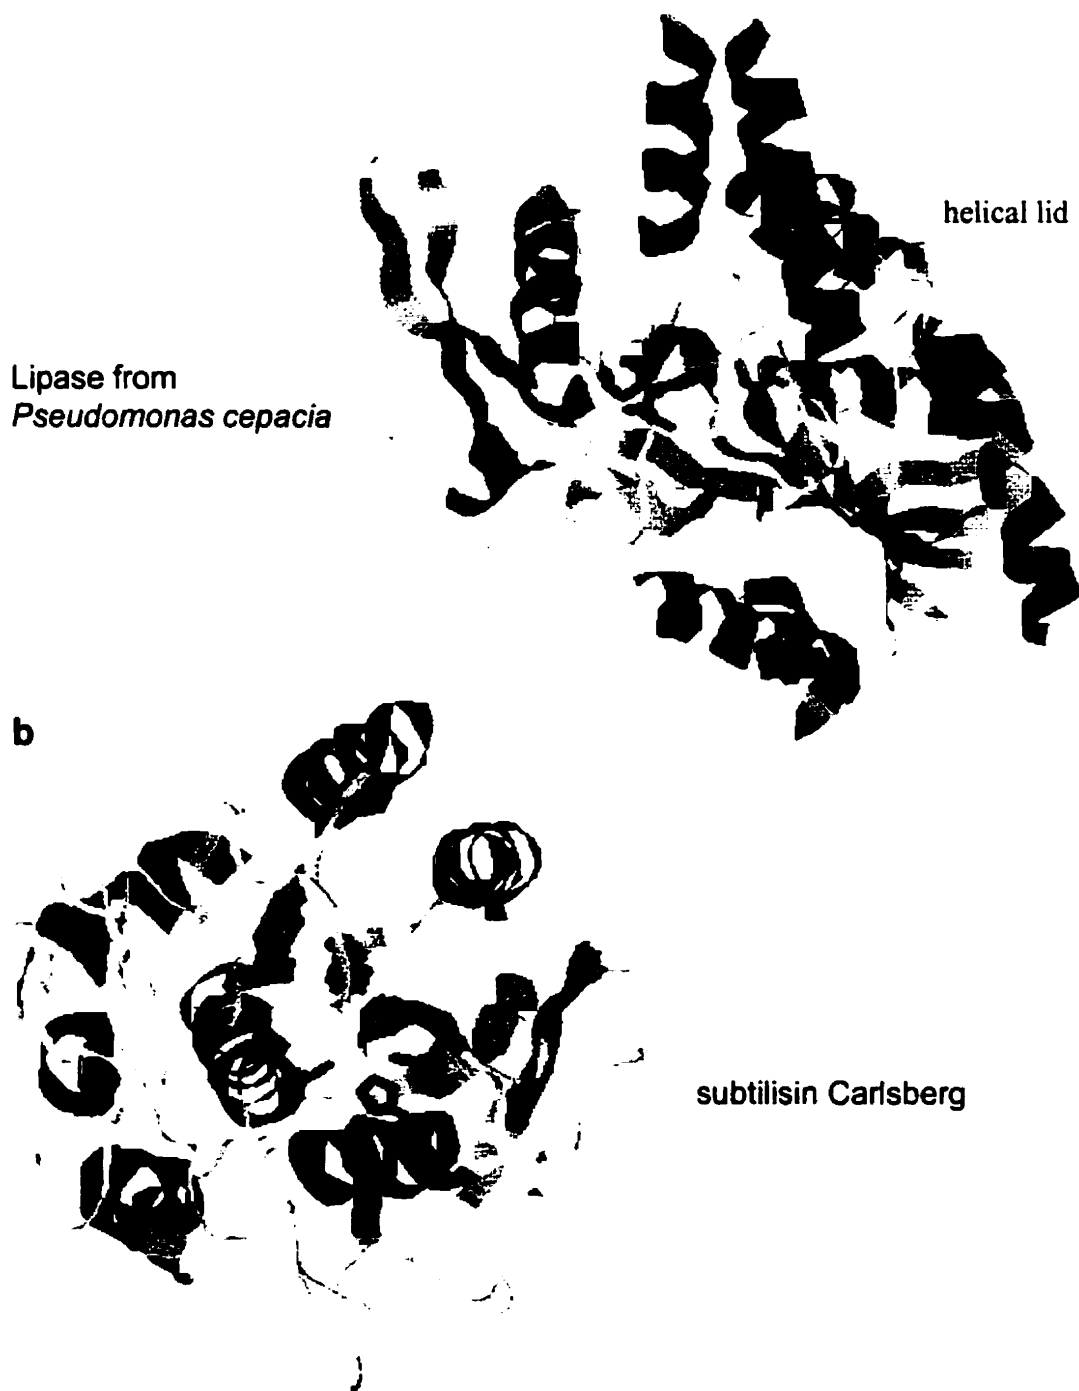 helical lid
Lipase from
Pseudomonas cepacia
b
subtilisin Carlsberg